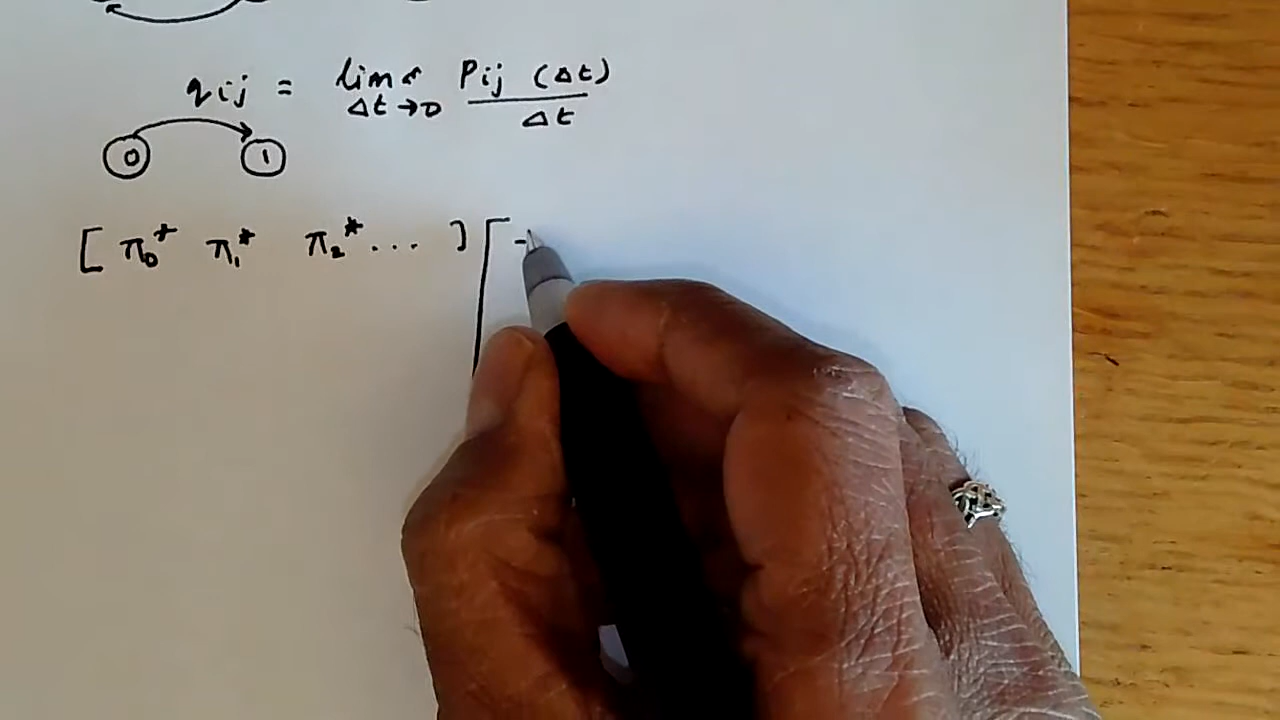 qij = lim Pij (Δt)
Δt→0 Δt
0 1
[ π0* π1* π2* ... ] [ -